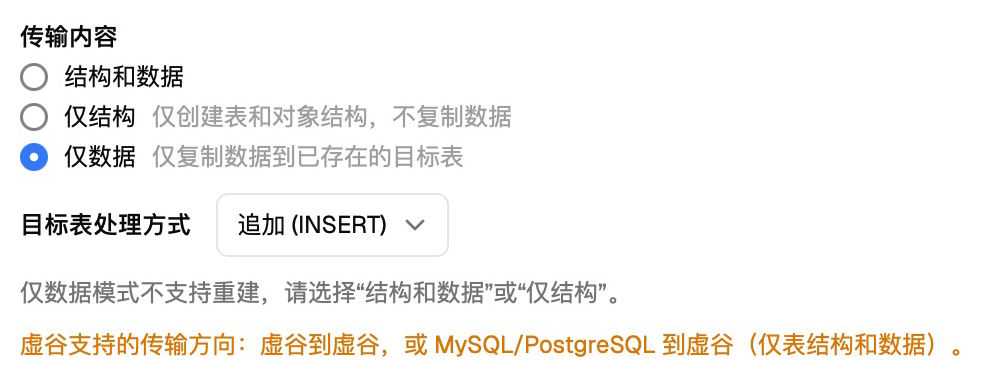 传输内容
结构和数据
仅结构 仅创建表和对象结构，不复制数据
仅数据 仅复制数据到已存在的目标表
目标表处理方式 追加 (INSERT)
仅数据模式不支持重建，请选择“结构和数据”或“仅结构”。
虚谷支持的传输方向：虚谷到虚谷，或 MySQL/PostgreSQL 到虚谷（仅表结构和数据）。